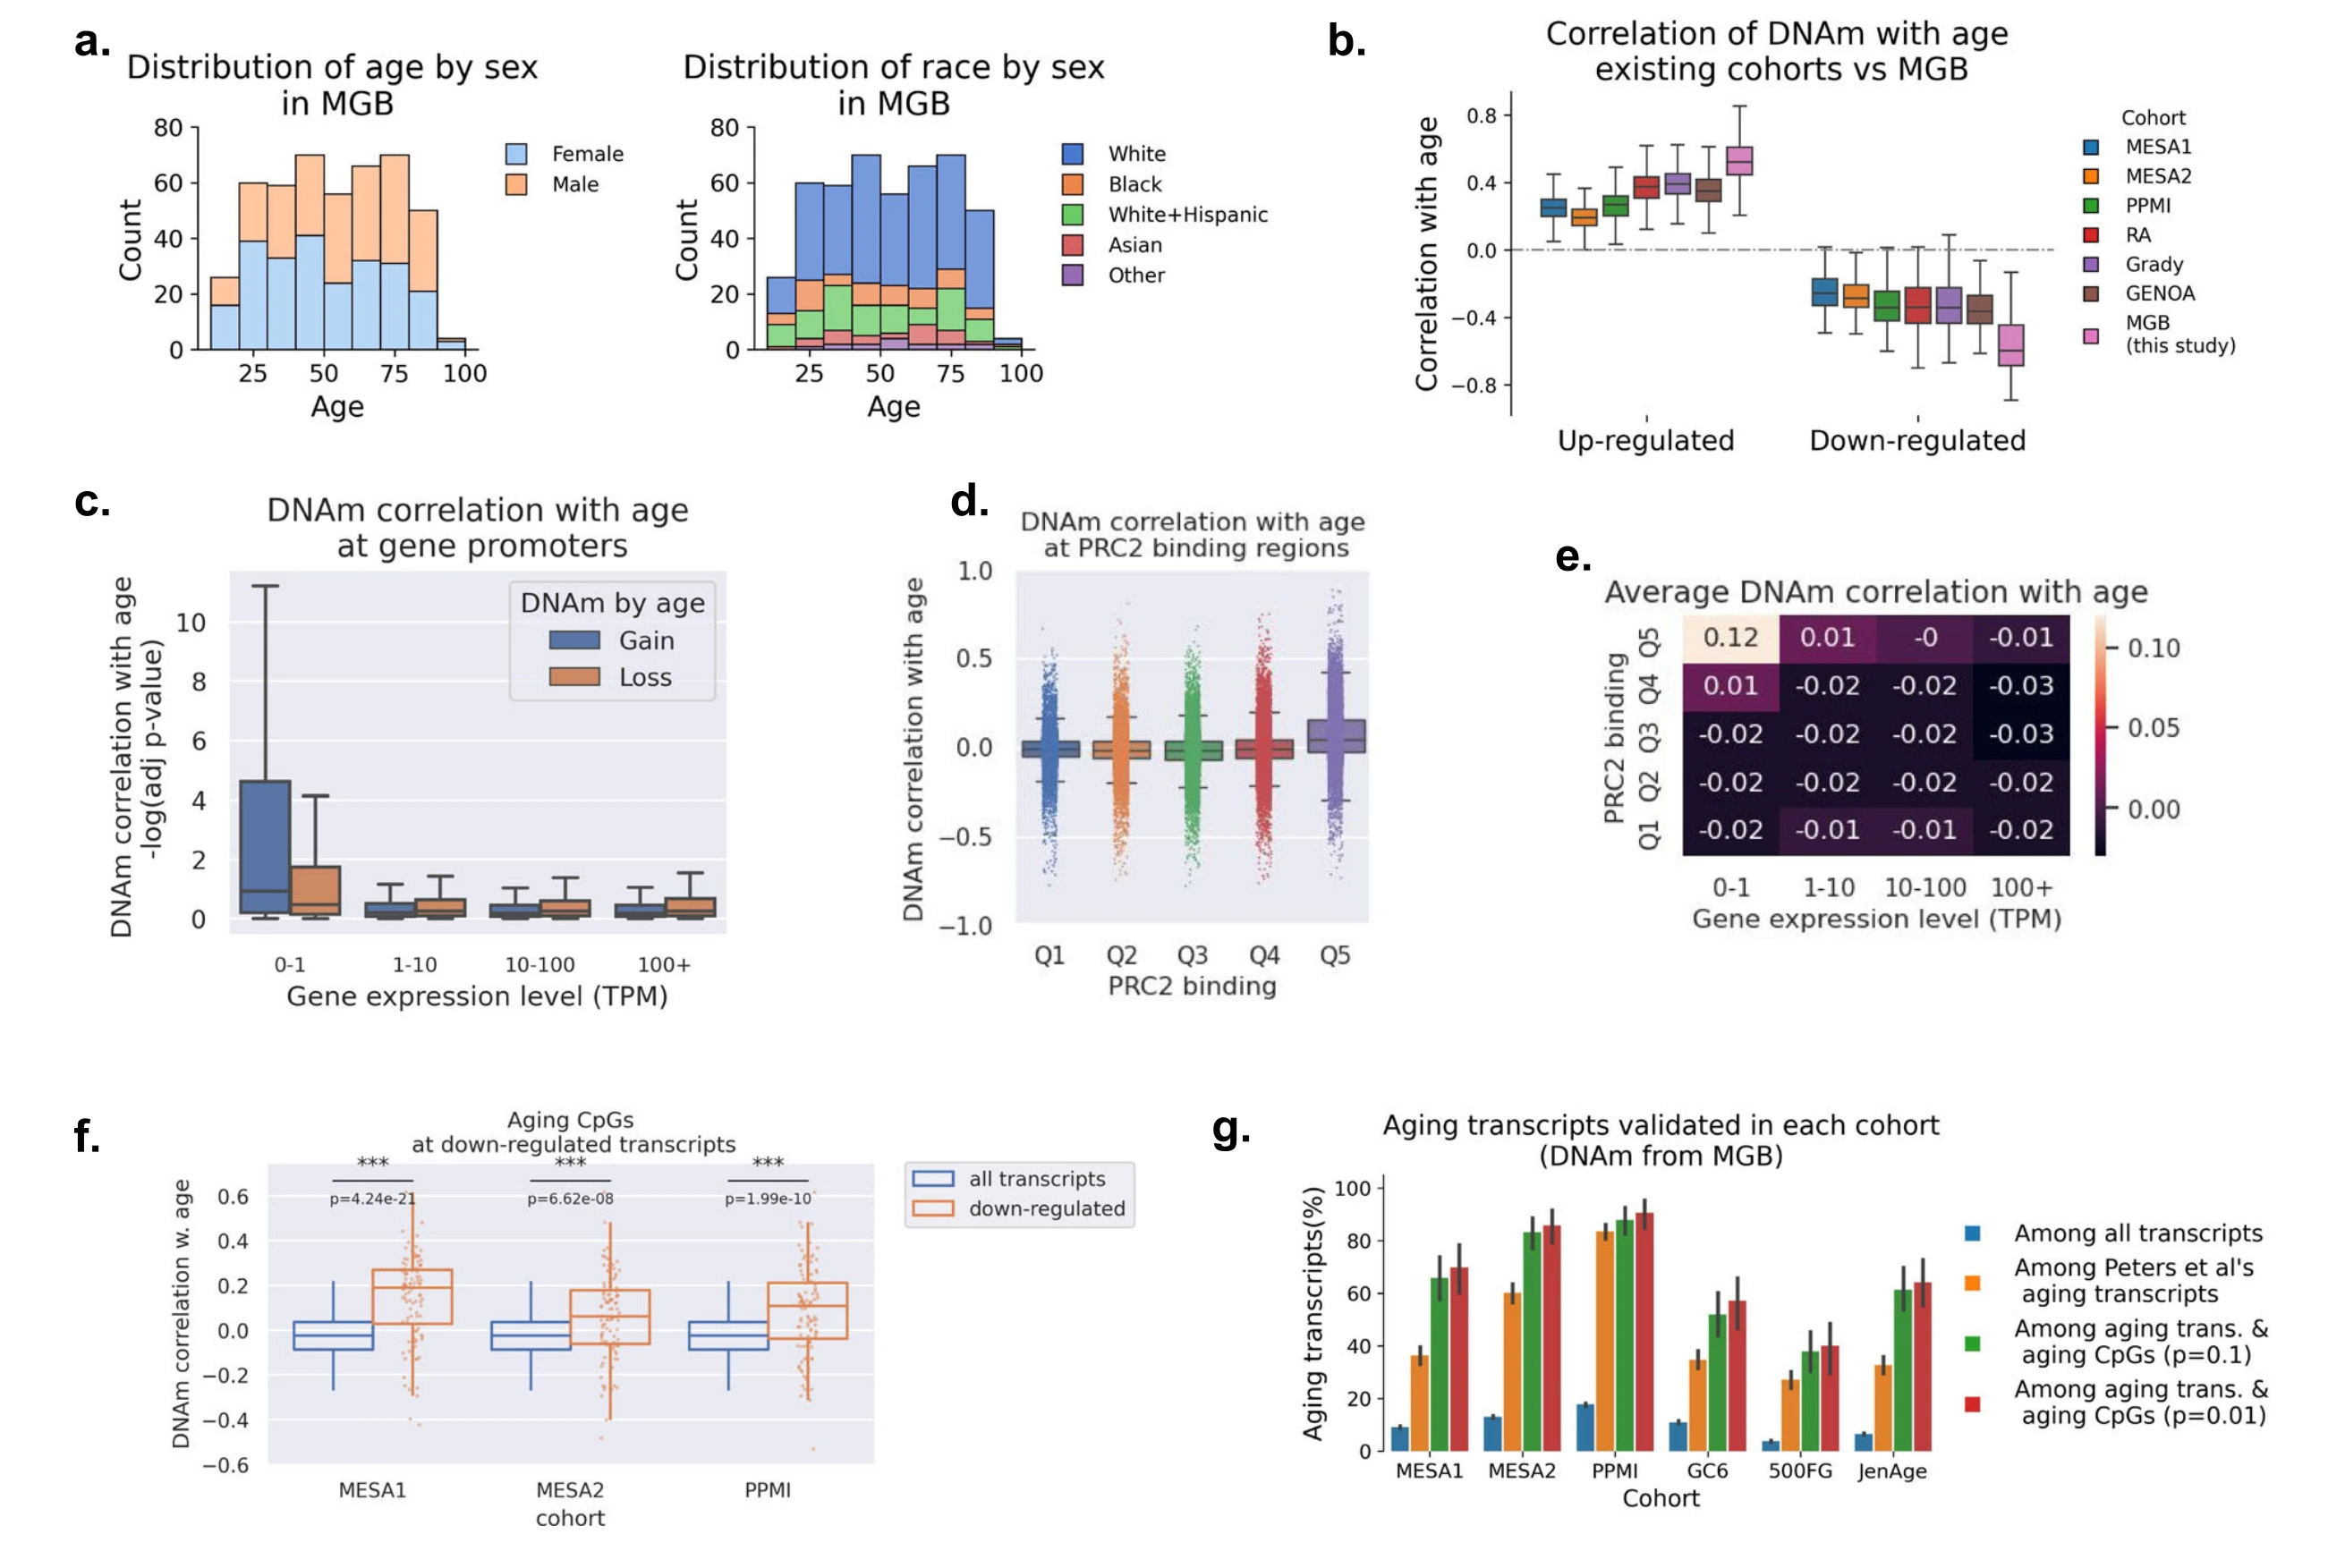 a.
Distribution of age by sex
in MGB
Count
80
60
40
20
0
25
50
75
100
Age
Female
Male
Distribution of race by sex
in MGB
Count
80
60
40
20
0
25
50
75
100
Age
White
Black
White+Hispanic
Asian
Other
b.
Correlation of DNAm with age
existing cohorts vs MGB
Correlation with age
0.8
0.4
0.0
−0.4
−0.8
Up-regulated
Down-regulated
Cohort
MESA1
MESA2
PPMI
RA
Grady
GENOA
MGB
(this study)
c.
DNAm correlation with age
at gene promoters
DNAm correlation with age
-log(adj p-value)
10
8
6
4
2
0
DNAm by age
Gain
Loss
0-1
1-10
10-100
100+
Gene expression level (TPM)
d.
DNAm correlation with age
at PRC2 binding regions
DNAm correlation with age
1.0
0.5
0.0
−0.5
−1.0
Q1
Q2
Q3
Q4
Q5
PRC2 binding
e.
Average DNAm correlation with age
PRC2 binding
Q5 0.12 0.01 -0 -0.01
Q4 0.01 -0.02 -0.02 -0.03
Q3 -0.02 -0.02 -0.02 -0.03
Q2 -0.02 -0.02 -0.02 -0.02
Q1 -0.02 -0.01 -0.01 -0.02
0-1 1-10 10-100 100+
Gene expression level (TPM)
0.10
0.05
0.00
f.
Aging CpGs
at down-regulated transcripts
DNAm correlation w. age
0.6
0.4
0.2
0.0
−0.2
−0.4
−0.6
*** *** ***
p=4.24e-21
p=6.62e-08
p=1.99e-10
MESA1
MESA2
PPMI
cohort
all transcripts
down-regulated
g.
Aging transcripts validated in each cohort
(DNAm from MGB)
Aging transcripts(%)
100
80
60
40
20
0
MESA1
MESA2
PPMI
GC6
500FG
JenAge
Cohort
Among all transcripts
Among Peters et al's
aging transcripts
Among aging trans. &
aging CpGs (p=0.1)
Among aging trans. &
aging CpGs (p=0.01)